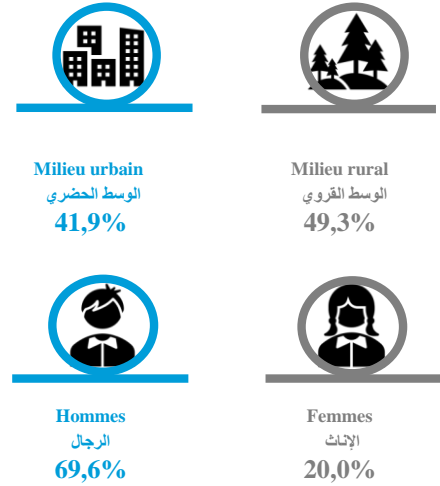 Milieu urbain
الوسط الحضري
41,9%
Milieu rural
الوسط القروي
49,3%
Hommes
الرجال
69,6%
Femmes
الإناث
20,0%